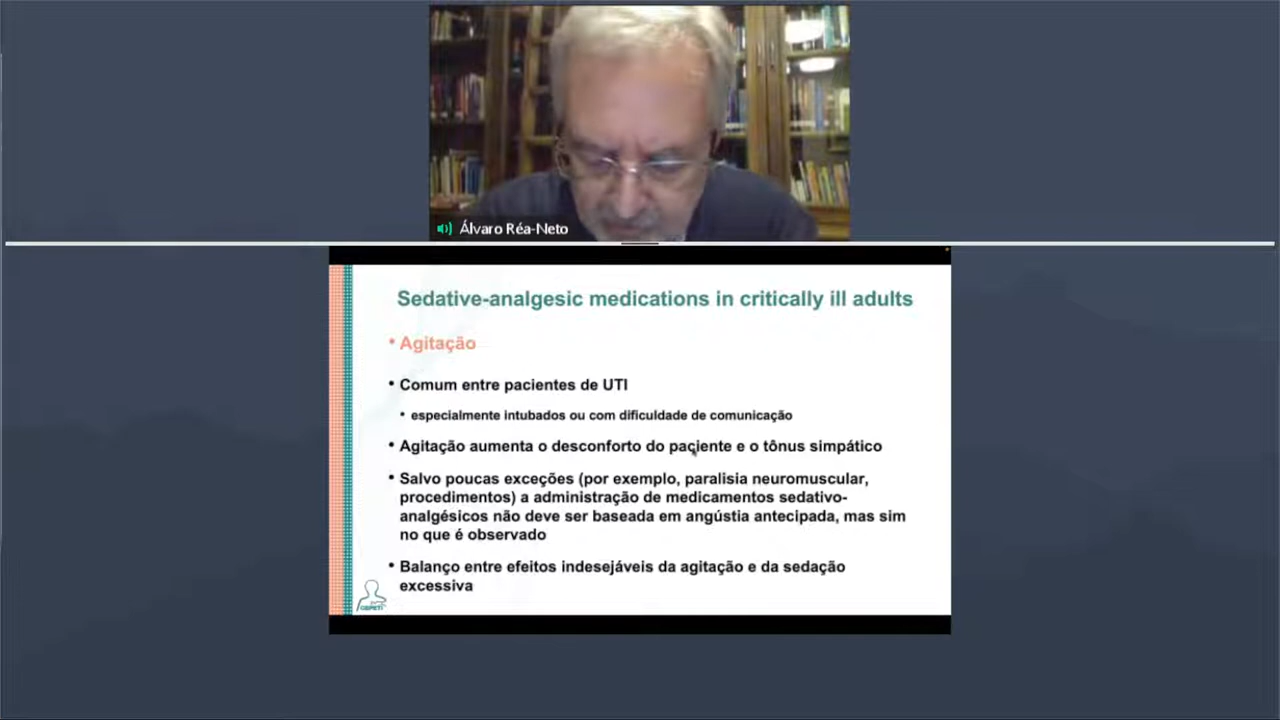 Álvaro Réa-Neto
Sedative-analgesic medications in critically ill adults
• Agitação
• Comum entre pacientes de UTI
• especialmente intubados ou com dificuldade de comunicação
• Agitação aumenta o desconforto do paciente e o tônus simpático
• Salvo poucas exceções (por exemplo, paralisia neuromuscular,
procedimentos) a administração de medicamentos sedativo-
analgésicos não deve ser baseada em angústia antecipada, mas sim
no que é observado
• Balanço entre efeitos indesejáveis da agitação e da sedação
excessiva
CEPETI